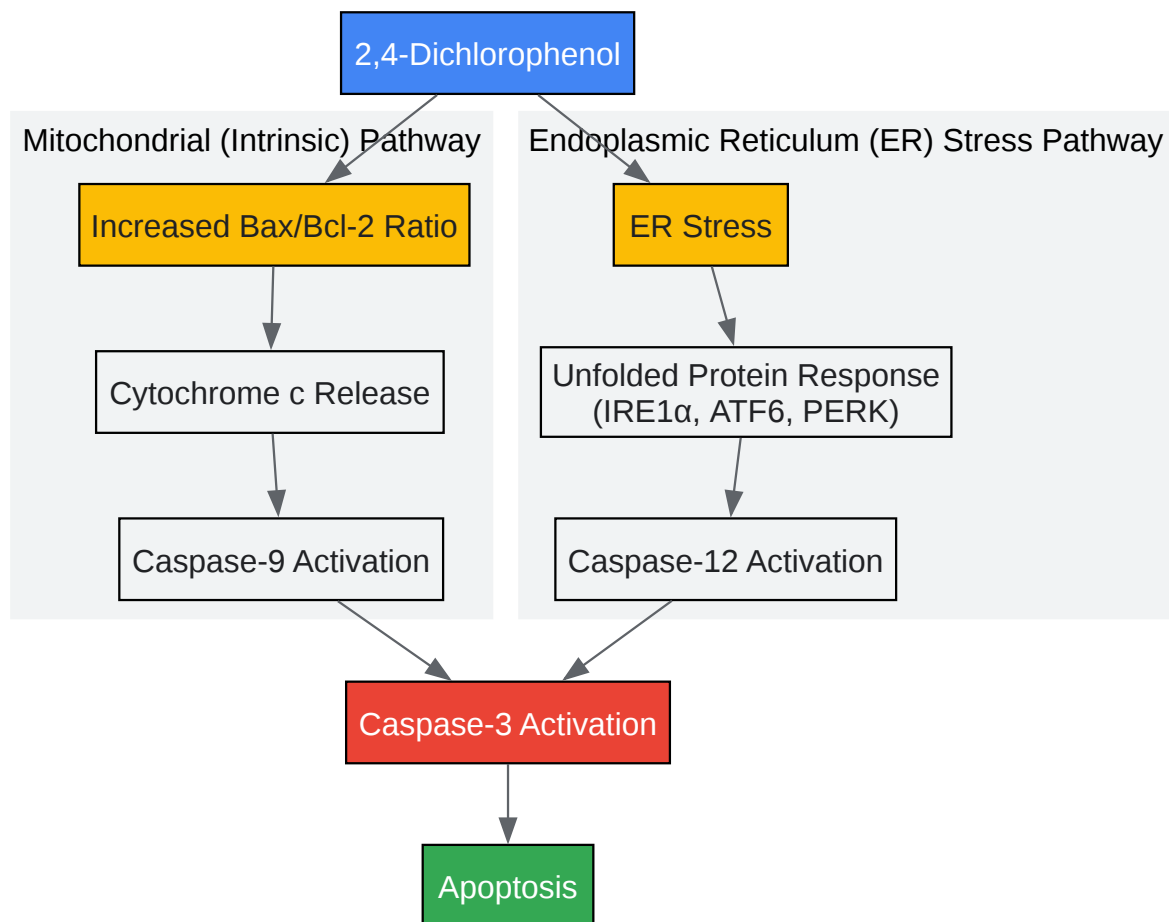 2,4-Dichlorophenol
Mitochondrial (Intrinsic) Pathway
Endoplasmic Reticulum (ER) Stress Pathway
Increased Bax/Bcl-2 Ratio
ER Stress
Cytochrome c Release
Unfolded Protein Response
(IRE1α, ATF6, PERK)
Caspase-9 Activation
Caspase-12 Activation
Caspase-3 Activation
Apoptosis